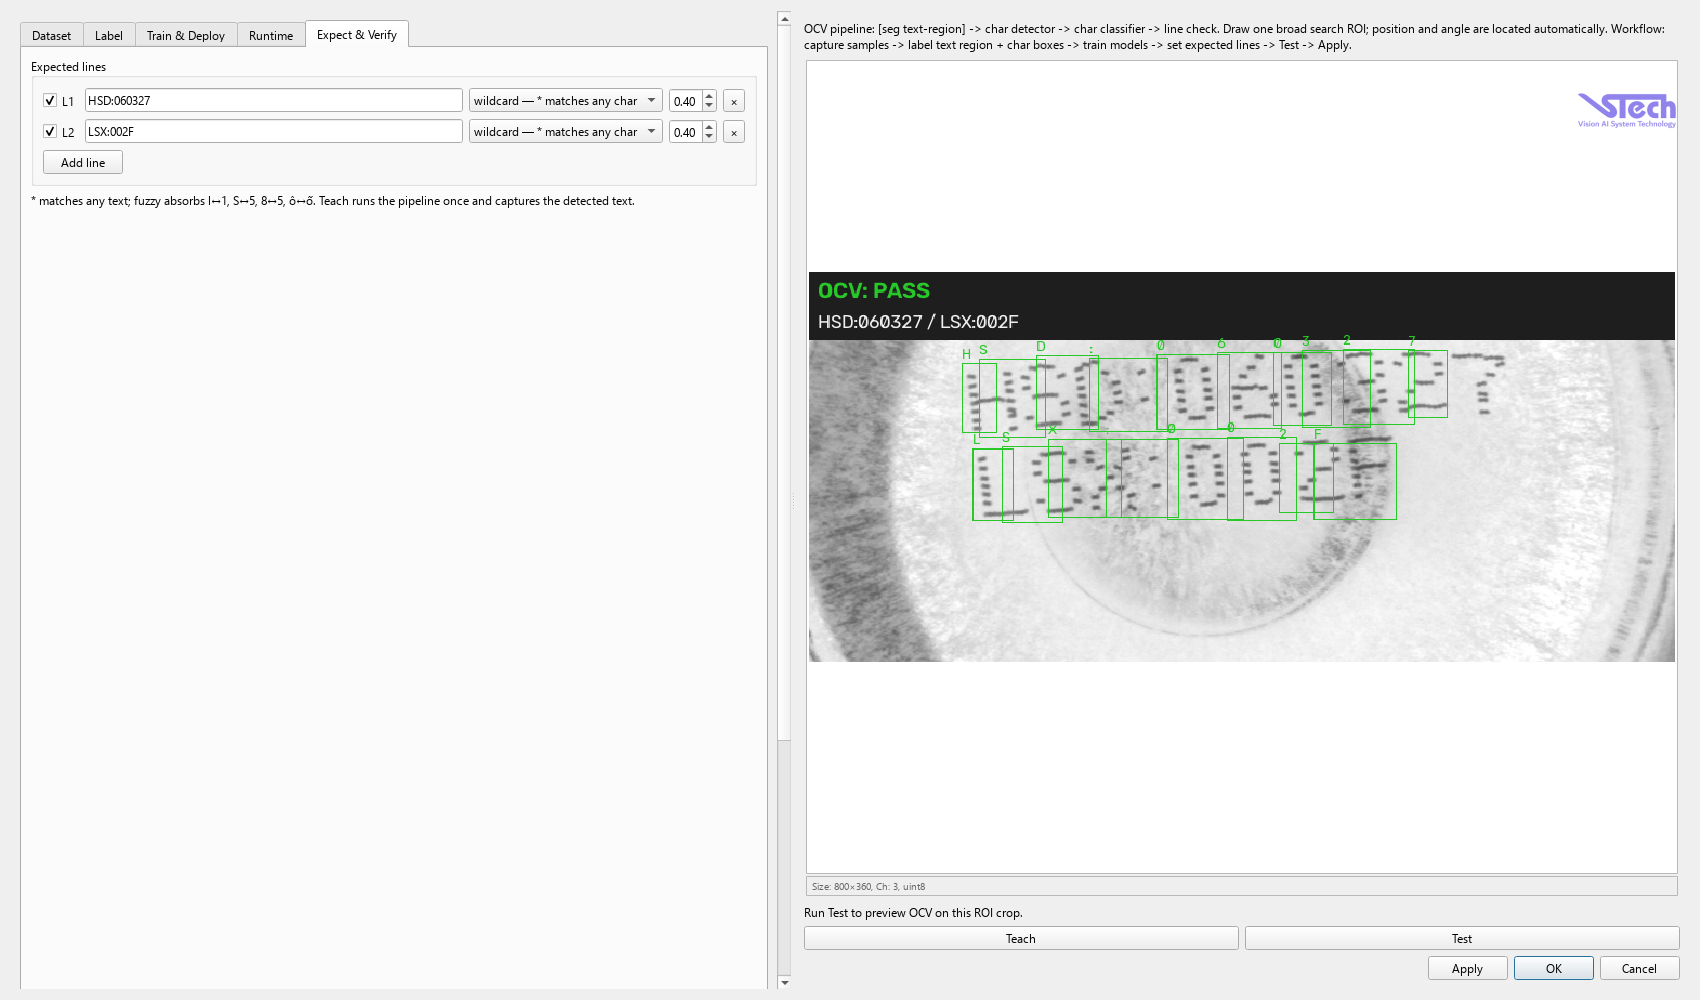 Dataset
Label
Train & Deploy
Runtime
Expect & Verify
Expected lines
L1 HSD:060327 wildcard — * matches any char 0.40 ×
L2 LSX:002F wildcard — * matches any char 0.40 ×
Add line
* matches any text; fuzzy absorbs I↔1, S↔5, 8↔5, ô↔ő. Teach runs the pipeline once and captures the detected text.
OCV pipeline: [seg text-region] -> char detector -> char classifier -> line check. Draw one broad search ROI; position and angle are located automatically. Workflow:
capture samples -> label text region + char boxes -> train models -> set expected lines -> Test -> Apply.
VSTech
Vision AI System Technology
OCV: PASS
HSD:060327 / LSX:002F
H S D : 0 6 0 3 2 7
HSD:060327
L S X : 0 0 2 F
LSX:002F
Size: 800×360, Ch: 3, uint8
Run Test to preview OCV on this ROI crop.
Teach
Test
Apply
OK
Cancel